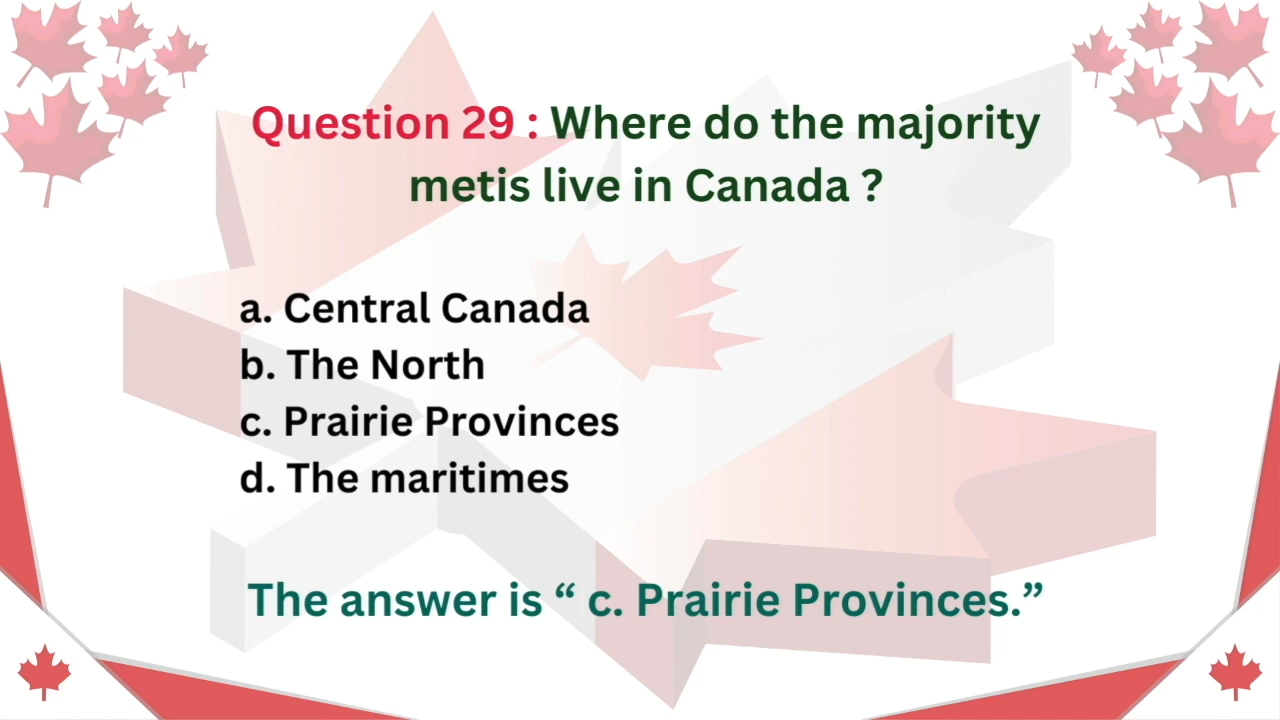 Question 29 : Where do the majority
metis live in Canada ?
a. Central Canada
b. The North
c. Prairie Provinces
d. The maritimes
The answer is “ c. Prairie Provinces.”